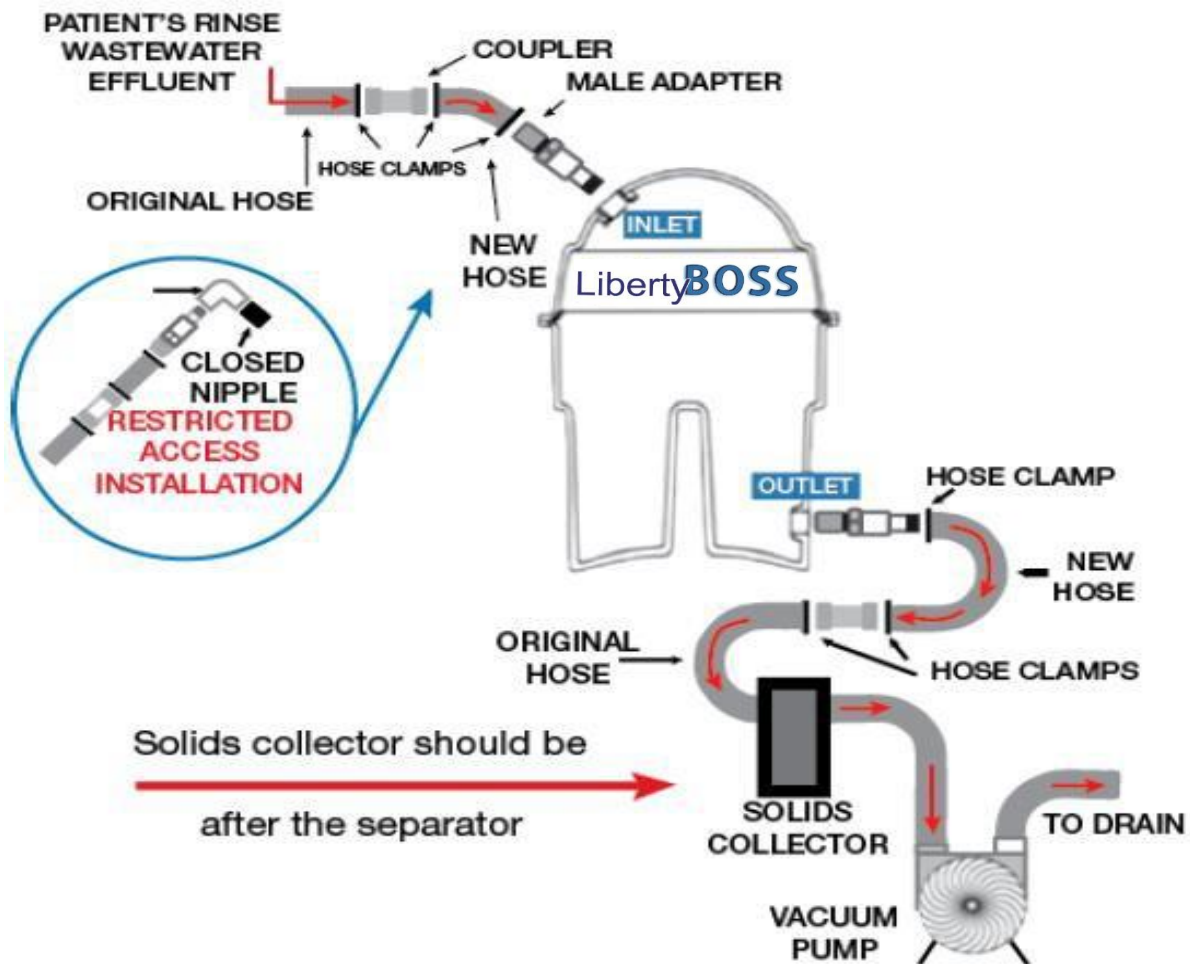 PATIENT'S RINSE
WASTEWATER
EFFLUENT
COUPLER
MALE ADAPTER
HOSE CLAMPS
ORIGINAL HOSE
NEW
HOSE
INLET
LibertyBOSS
CLOSED
NIPPLE
RESTRICTED
ACCESS
INSTALLATION
OUTLET
HOSE CLAMP
NEW
HOSE
ORIGINAL
HOSE
HOSE CLAMPS
Solids collector should be
after the separator
SOLIDS
COLLECTOR
TO DRAIN
VACUUM
PUMP